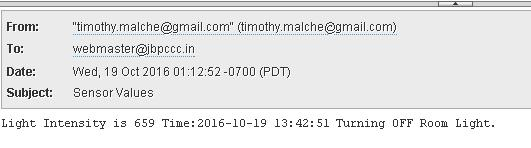 From: "timothy.malche@gmail.com" (timothy.malche@gmail.com)
To: webmaster@jbpccc.in
Date: Wed, 19 Oct 2016 01:12:52 -0700 (PDT)
Subject: Sensor Values
Light Intensity is 659 Time:2016-10-19 13:42:51 Turning OFF Room Light.